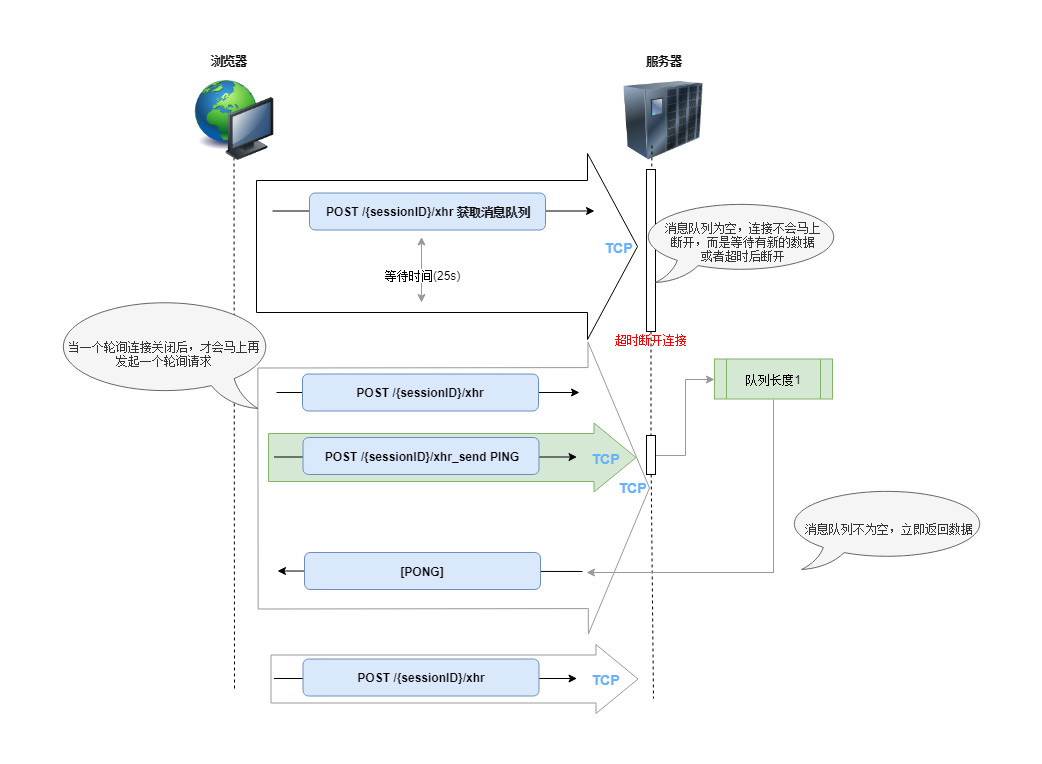 浏览器
服务器
POST /{sessionID}/xhr 获取消息队列
TCP
消息队列为空，连接不会马上
断开，而是等待有新的数据
或者超时后断开
等待时间(25s)
超时断开连接
当一个轮询连接关闭后，才会马上再
发起一个轮询请求
POST /{sessionID}/xhr
队列长度1
POST /{sessionID}/xhr_send PING
TCP
TCP
消息队列不为空，立即返回数据
[PONG]
POST /{sessionID}/xhr
TCP